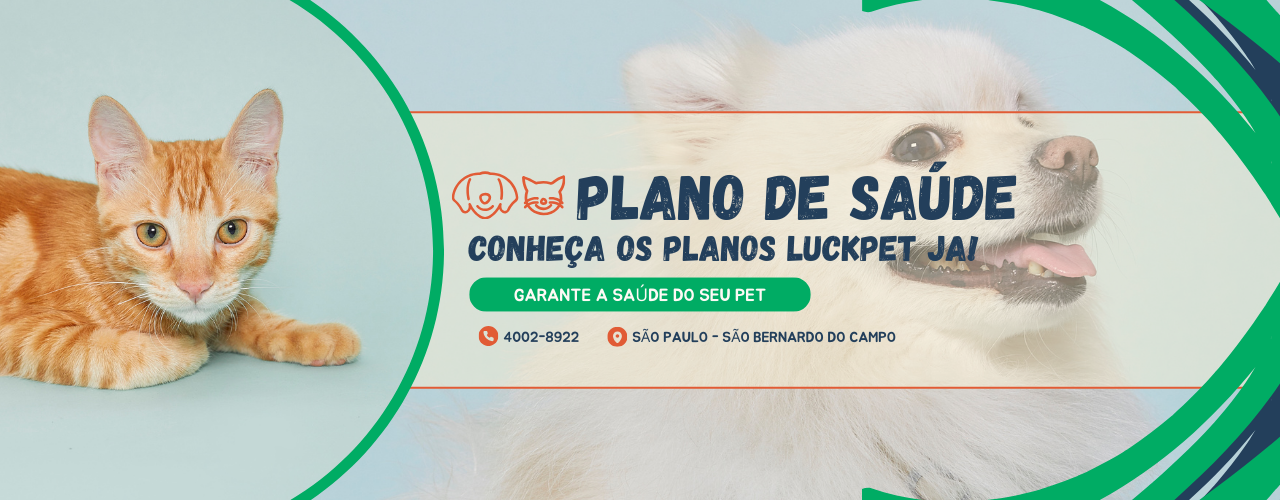 PLANO DE SAÚDE
CONHEÇA OS PLANOS LUCKPET JA!
GARANTE A SAÚDE DO SEU PET
4002-8922 SÃO PAULO - SÃO BERNARDO DO CAMPO